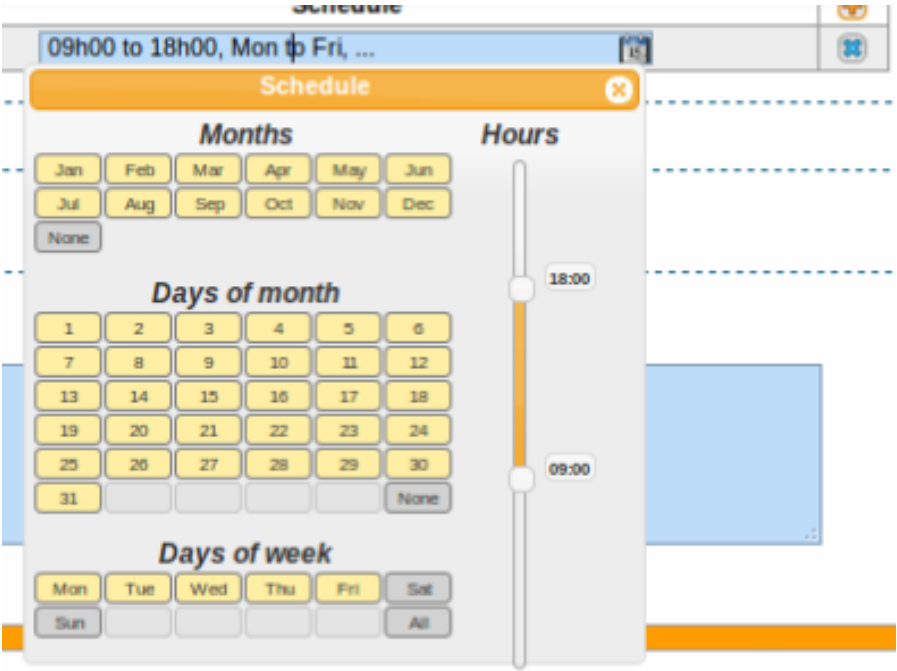 Schedule
09h00 to 18h00, Mon to Fri, ...
Schedule
Months
Hours
Jan Feb Mar Apr May Jun
Jul Aug Sep Oct Nov Dec
None
18:00
Days of month
1 2 3 4 5 6
7 8 9 10 11 12
13 14 15 16 17 18
19 20 21 22 23 24
25 26 27 28 29 30
09:00
31 None
Days of week
Mon Tue Wed Thu Fri Sat
Sun All